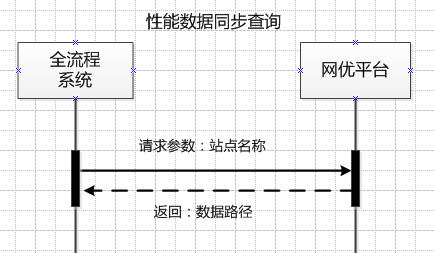 性能数据同步查询
全流程
系统
网优平台
请求参数：站点名称
返回：数据路径